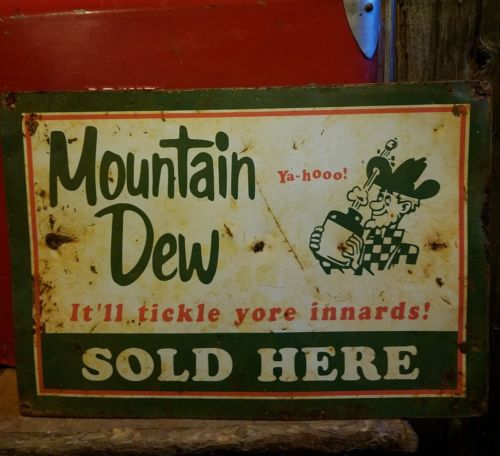 Mountain
Dew
Ya-hooo!
It'll tickle yore innards!
SOLD HERE